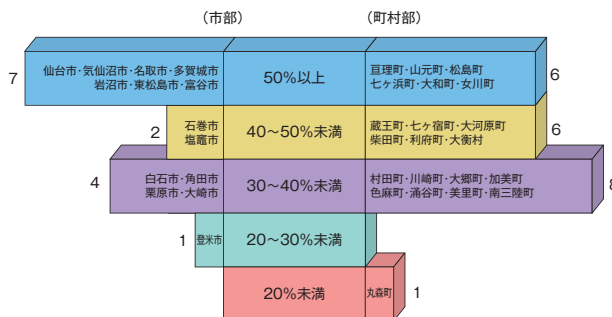 （市部）
（町村部）
7
仙台市・気仙沼市・名取市・多賀城市
岩沼市・東松島市・富谷市
50%以上
亘理町・山元町・松島町
七ヶ浜町・大和町・女川町
6
2
石巻市
塩竈市
40～50%未満
蔵王町・七ヶ宿町・大河原町
柴田町・利府町・大衡村
6
4
白石市・角田市
栗原市・大崎市
30～40%未満
村田町・川崎町・大郷町・加美町
色麻町・涌谷町・美里町・南三陸町
8
1
登米市
20～30%未満
20%未満
丸森町
1